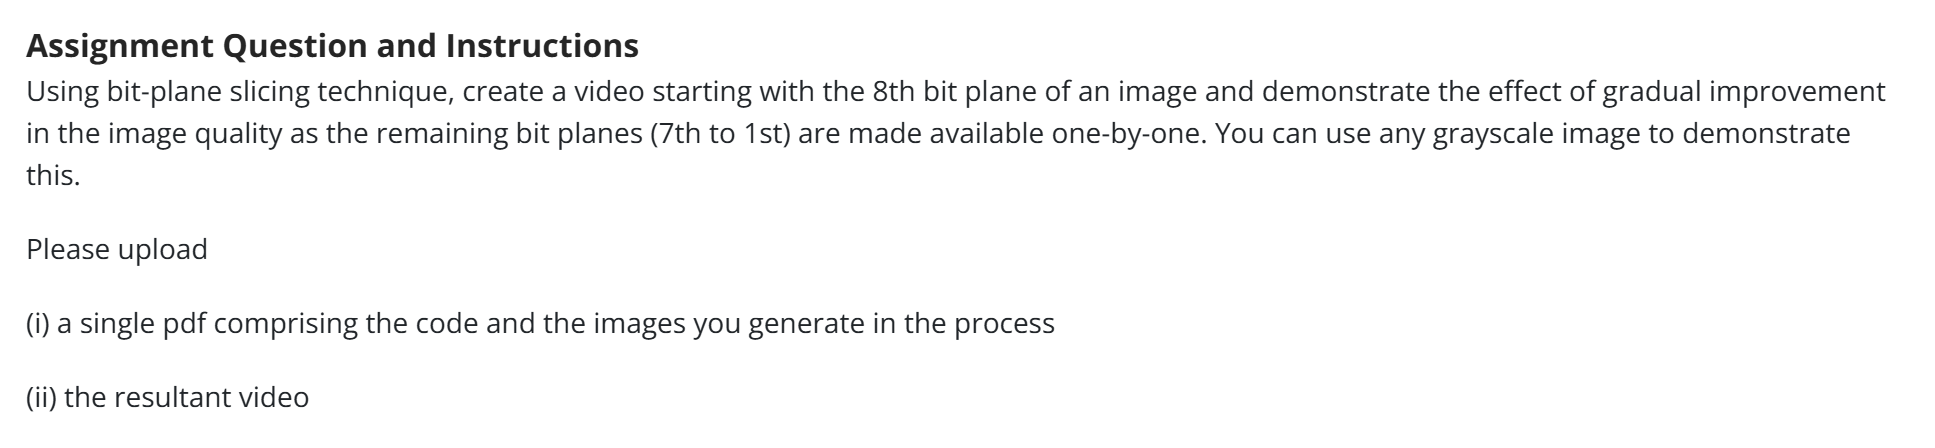 Assignment Question and Instructions
Using bit-plane slicing technique, create a video starting with the 8th bit plane of an image and demonstrate the effect of gradual improvement
in the image quality as the remaining bit planes (7th to 1st) are made available one-by-one. You can use any grayscale image to demonstrate
this.
Please upload
(i) a single pdf comprising the code and the images you generate in the process
(ii) the resultant video